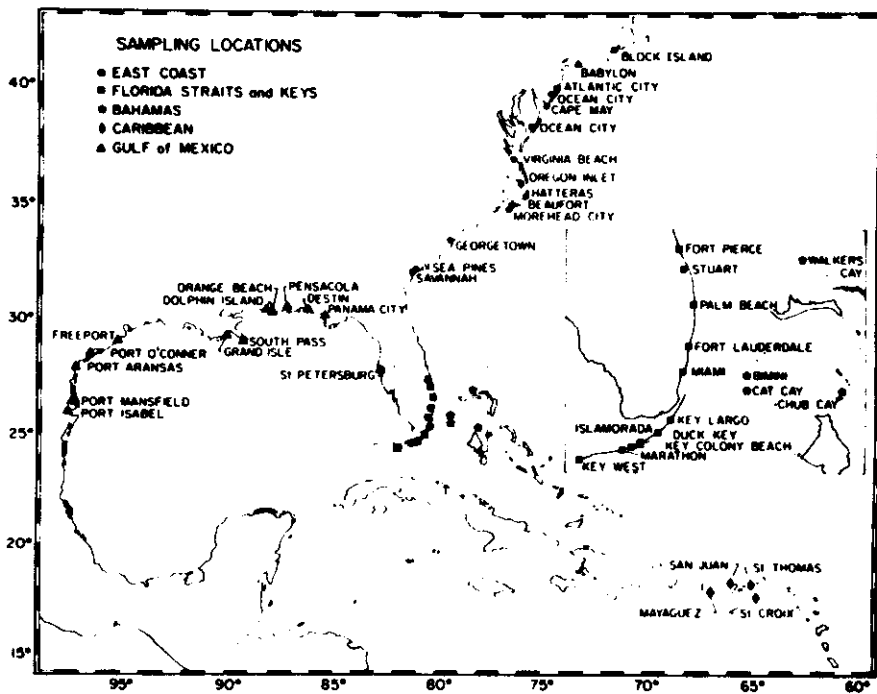 SAMPLING LOCATIONS
EAST COAST
FLORIDA STRAITS and KEYS
BAHAMAS
CARIBBEAN
GULF of MEXICO
BLOCK ISLAND
BABYLON
ATLANTIC CITY
OCEAN CITY
CAPE MAY
OCEAN CITY
VIRGINIA BEACH
OREGON INLET
HATTERAS
BEAUFORT
MOREHEAD CITY
GEORGETOWN
SEA PINES
SAVANNAH
ORANGE BEACH
PENSACOLA
DOLPHIN ISLAND
DESTIN
PANAMA CITY
FREEPORT
SOUTH PASS
GRAND ISLE
PORT O'CONNER
PORT ARANSAS
St PETERSBURG
PORT MANSFIELD
PORT ISABEL
FORT PIERCE
WALKERS CAY
STUART
PALM BEACH
FORT LAUDERDALE
MIAMI
BIMINI
CAT CAY
CHUB CAY
KEY LARGO
ISLAMORADA
DUCK KEY
KEY COLONY BEACH
MARATHON
KEY WEST
SAN JUAN
St THOMAS
MAYAGUEZ
St CROIX
40°
35°
30°
25°
20°
15°
95°
90°
85°
80°
75°
70°
65°
60°